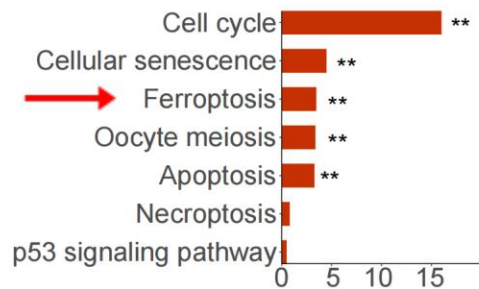 Cell cycle **
Cellular senescence **
Ferroptosis **
Oocyte meiosis **
Apoptosis **
Necroptosis
p53 signaling pathway
0 5 10 15